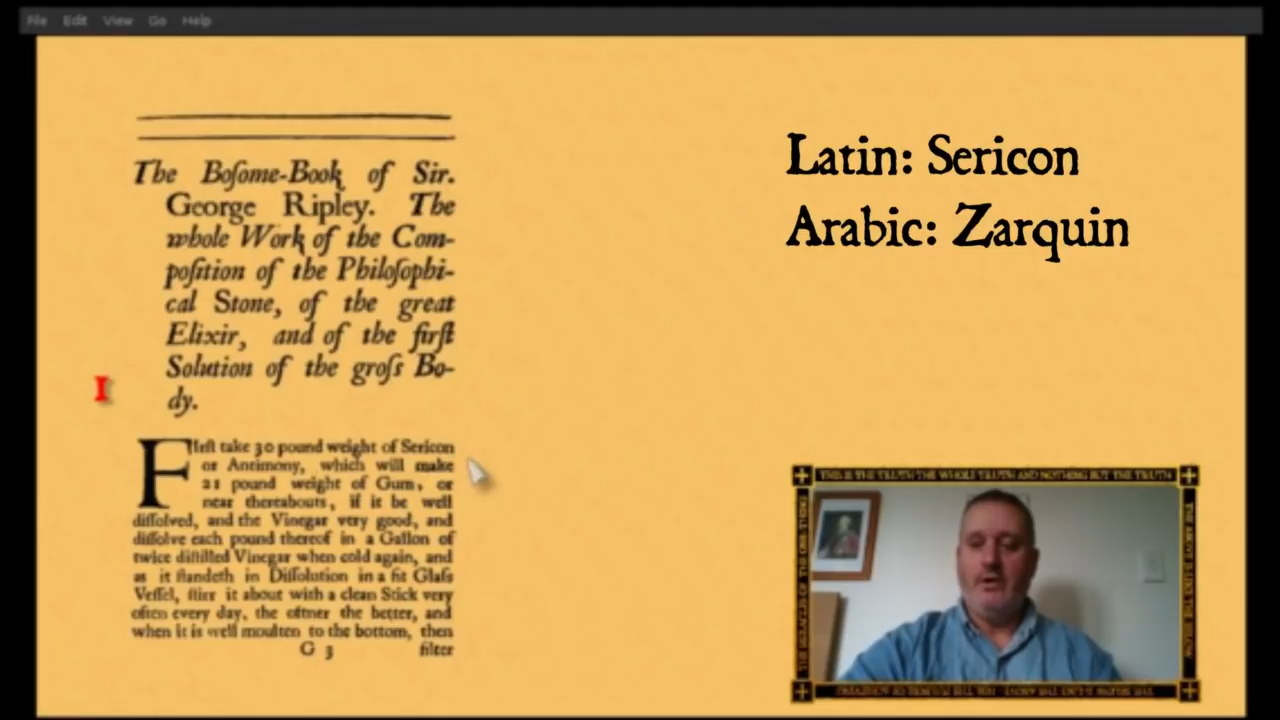 File Edit View Go Help
Latin: Sericon
Arabic: Zarquin
The Boſome-Book of Sir.
George Ripley. The
whole Work of the Com-
poſition of the Philoſophi-
cal Stone, of the great
Elixir, and of the firſt
Solution of the groſs Bo-
dy.
I
FIrſt take 30 pound weight of Sericon
or Antimony, which will make
21 pound weight of Gum, or
near thereabouts, if it be well
diſſolved, and the Vinegar very good, and
diſſolve each pound thereof in a Gallon of
twice diſtilled Vinegar when cold again, and
as it ſtandeth in Diſſolution in a fit Glaſs
Veſſel, ſtirr it about with a clean Stick very
often every day, the oftner the better, and
when it is well moulten to the bottom, then
G 3 filter
THIS IS THE TRUTH THE WHOLE TRUTH AND NOTHING BUT THE TRUTH